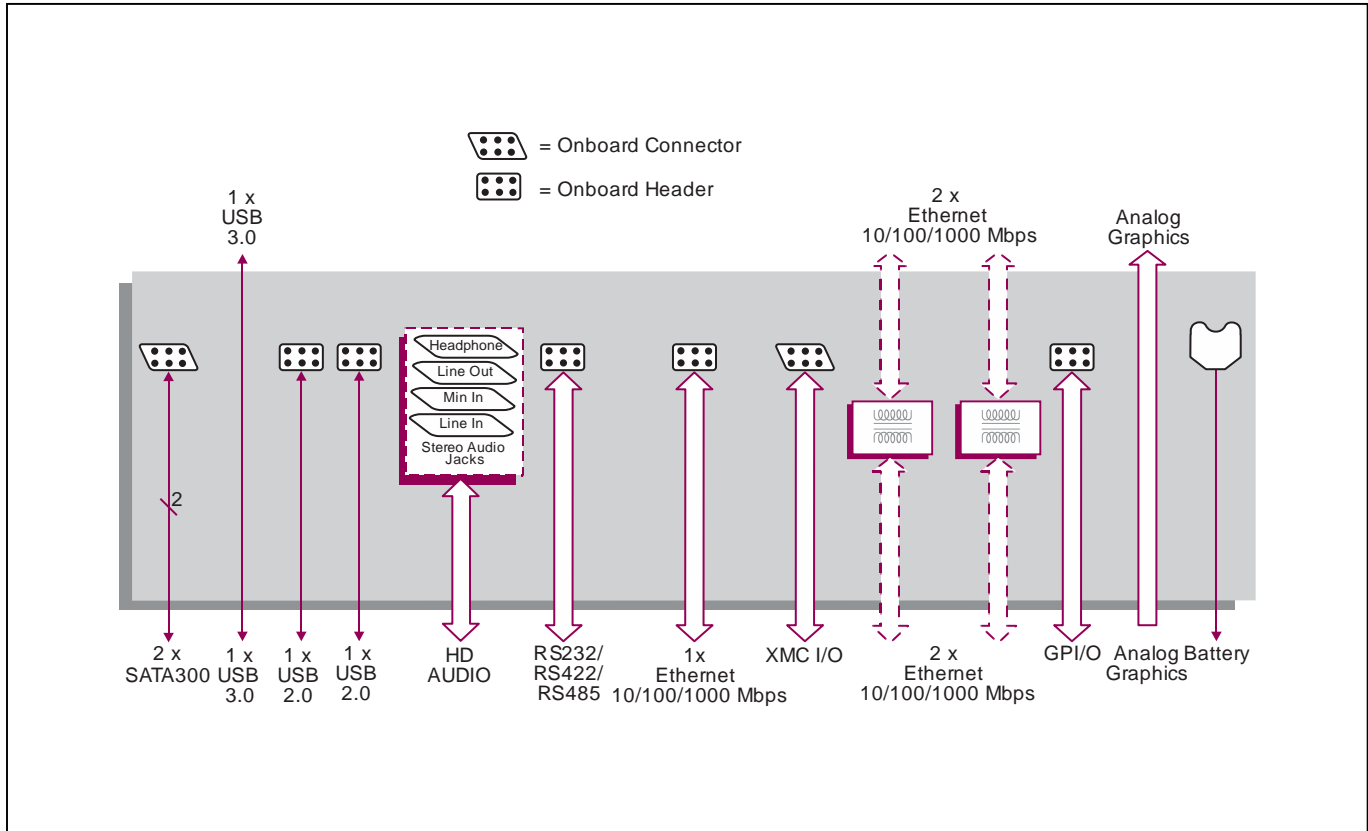 = Onboard Connector
= Onboard Header
1 x
USB
3.0
2 x
Ethernet
10/100/1000 Mbps
Analog
Graphics
Headphone
Line Out
Min In
Line In
Stereo Audio
Jacks
2
2 x
SATA300
1 x
USB
3.0
1 x
USB
2.0
1 x
USB
2.0
HD
AUDIO
RS232/
RS422/
RS485
1x
Ethernet
10/100/1000 Mbps
XMC I/O
2 x
Ethernet
10/100/1000 Mbps
GPI/O
Analog
Graphics
Battery